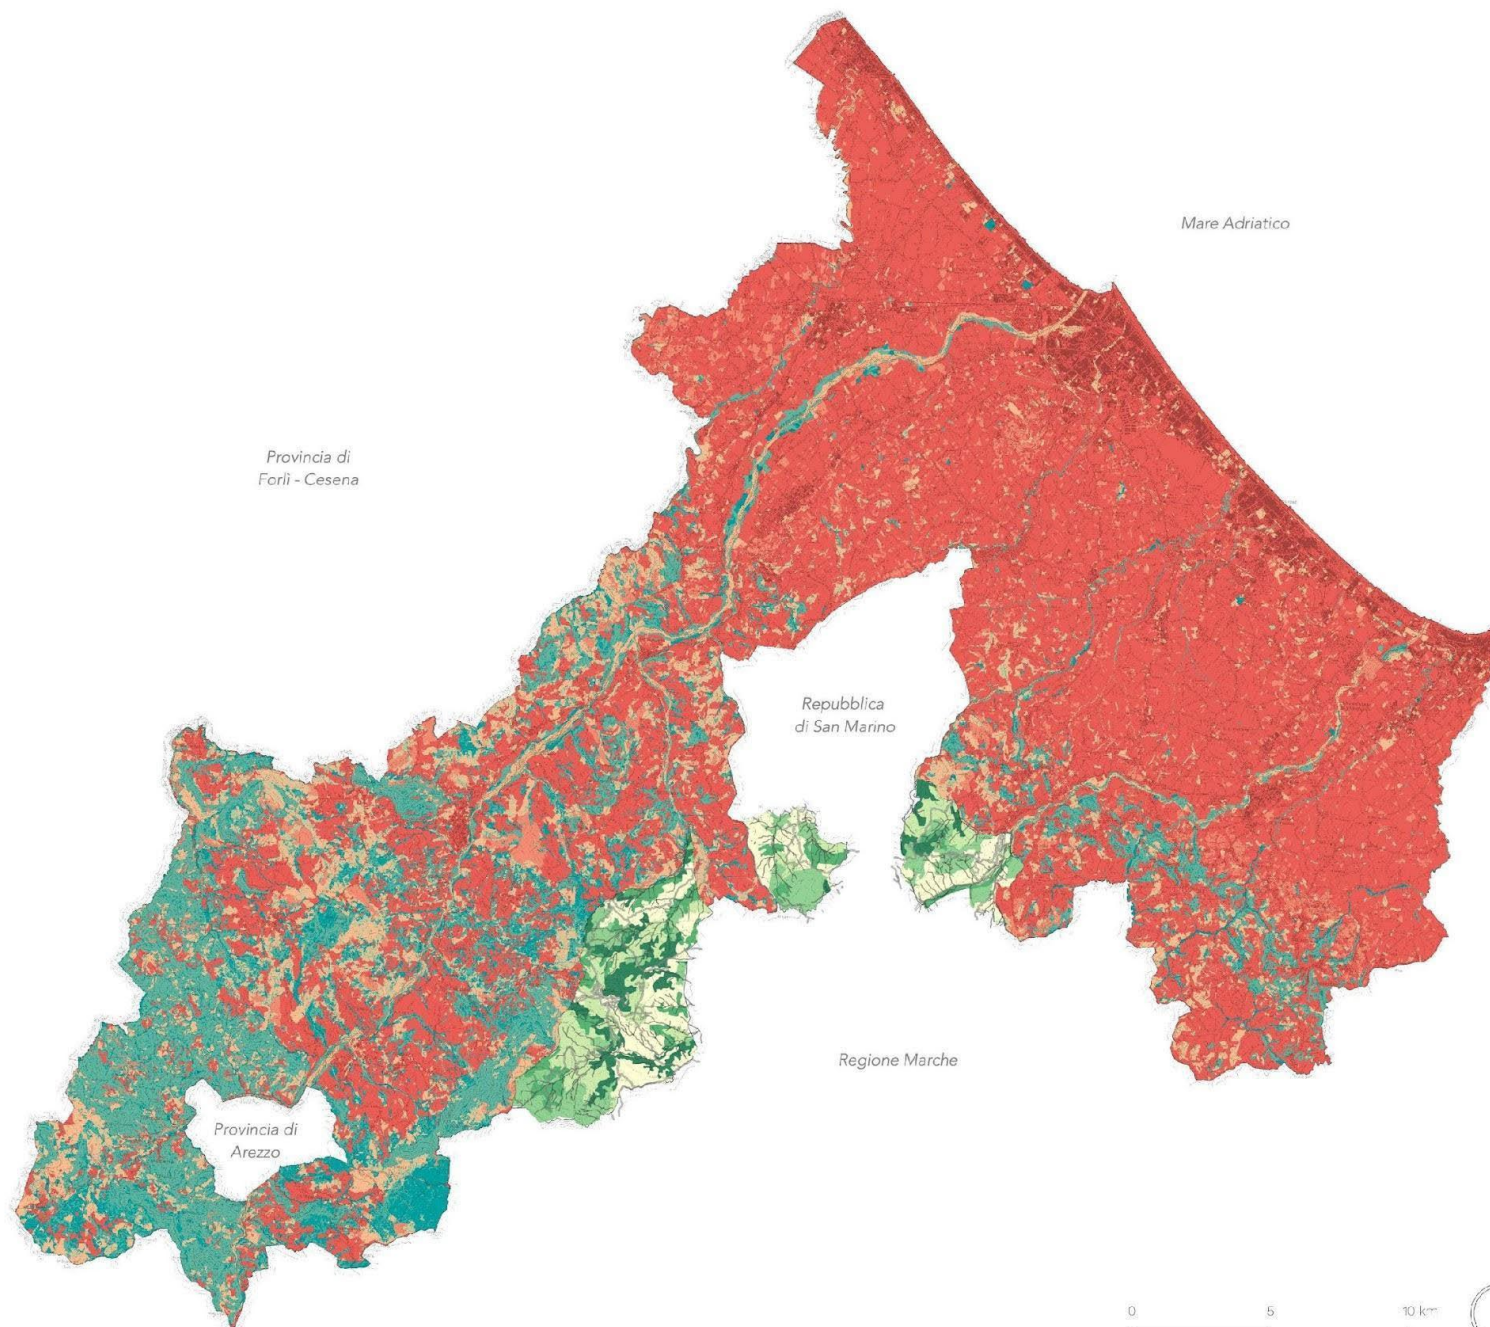 Mare Adriatico
Provincia di
Forlì - Cesena
Repubblica
di San Marino
Regione Marche
Provincia di
Arezzo
0 5 10 km